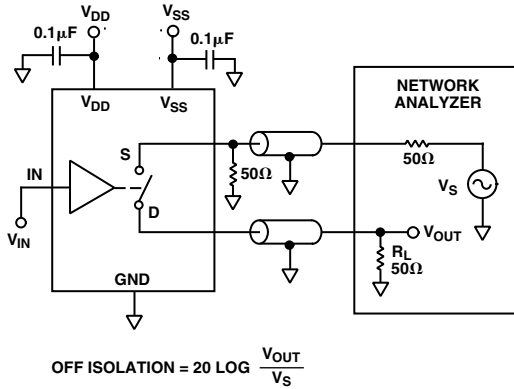 VDD
VSS
0.1µF
0.1µF
VDD
VSS
NETWORK
ANALYZER
S
50Ω
50Ω
IN
VS
D
VIN
VOUT
RL
50Ω
GND
OFF ISOLATION = 20 LOG VOUT
VS